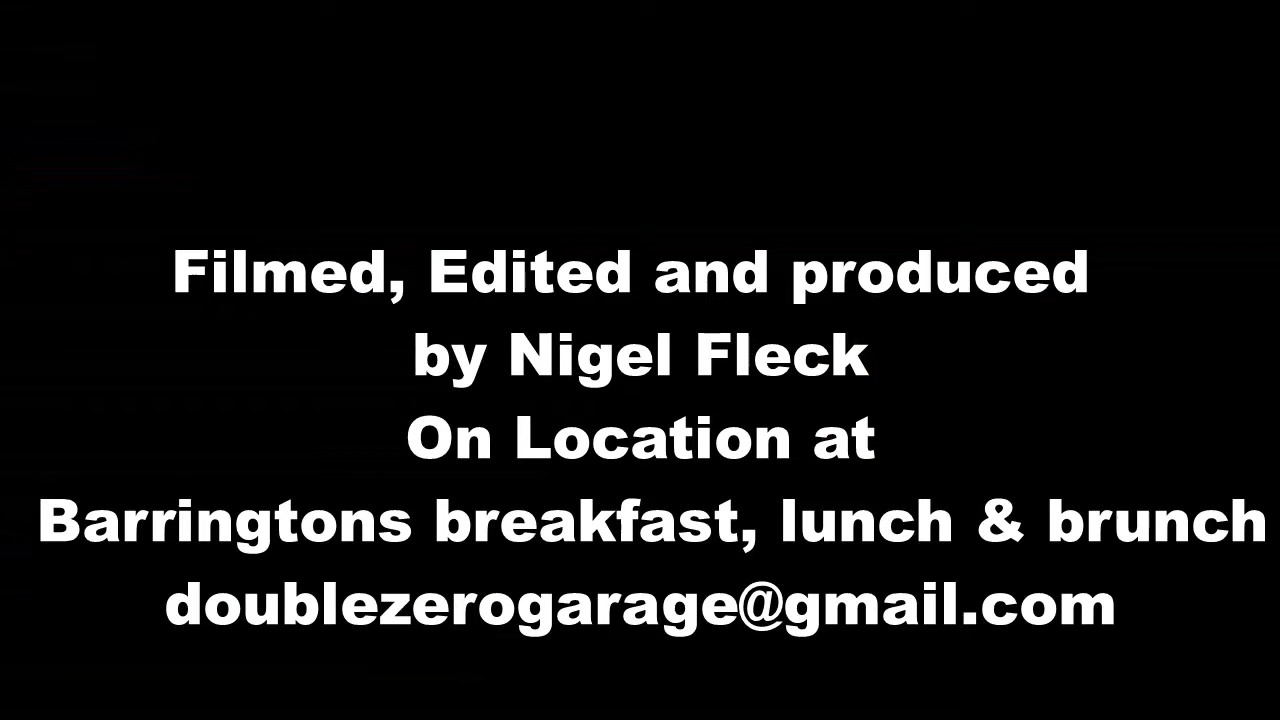 Filmed, Edited and produced
by Nigel Fleck
On Location at
Barringtons breakfast, lunch & brunch
doublezerogarage@gmail.com